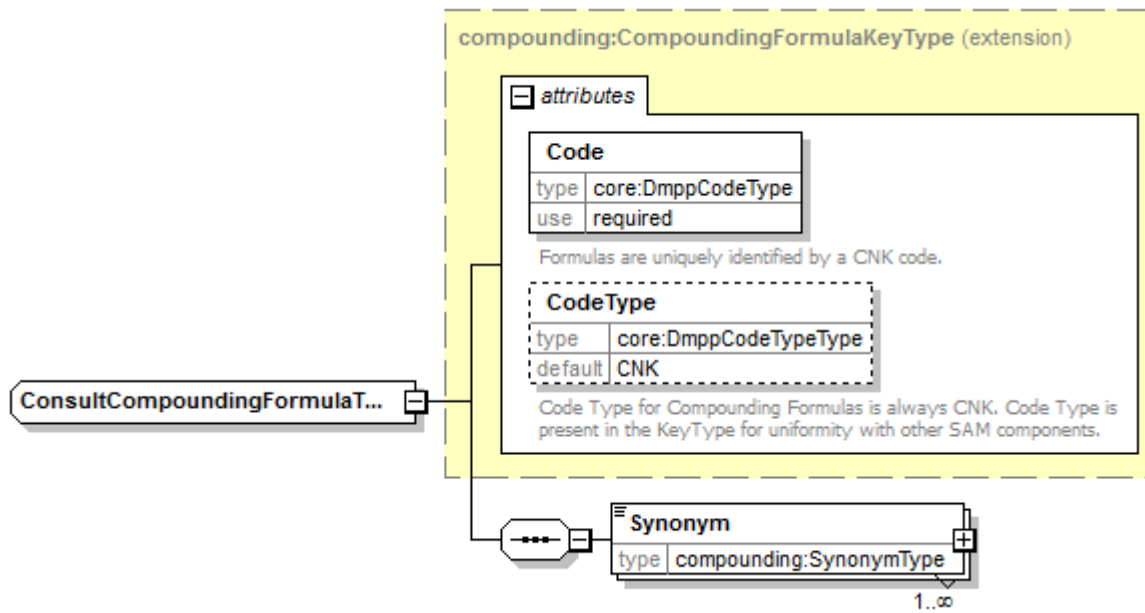 compounding:CompoundingFormulaKeyType (extension)
attributes
Code
type core:DmppCodeType
use required
Formulas are uniquely identified by a CNK code.
CodeType
type core:DmppCodeTypeType
default CNK
Code Type for Compounding Formulas is always CNK. Code Type is
present in the KeyType for uniformity with other SAM components.
ConsultCompoundingFormulaT...
Synonym
type compounding:SynonymType
1..∞